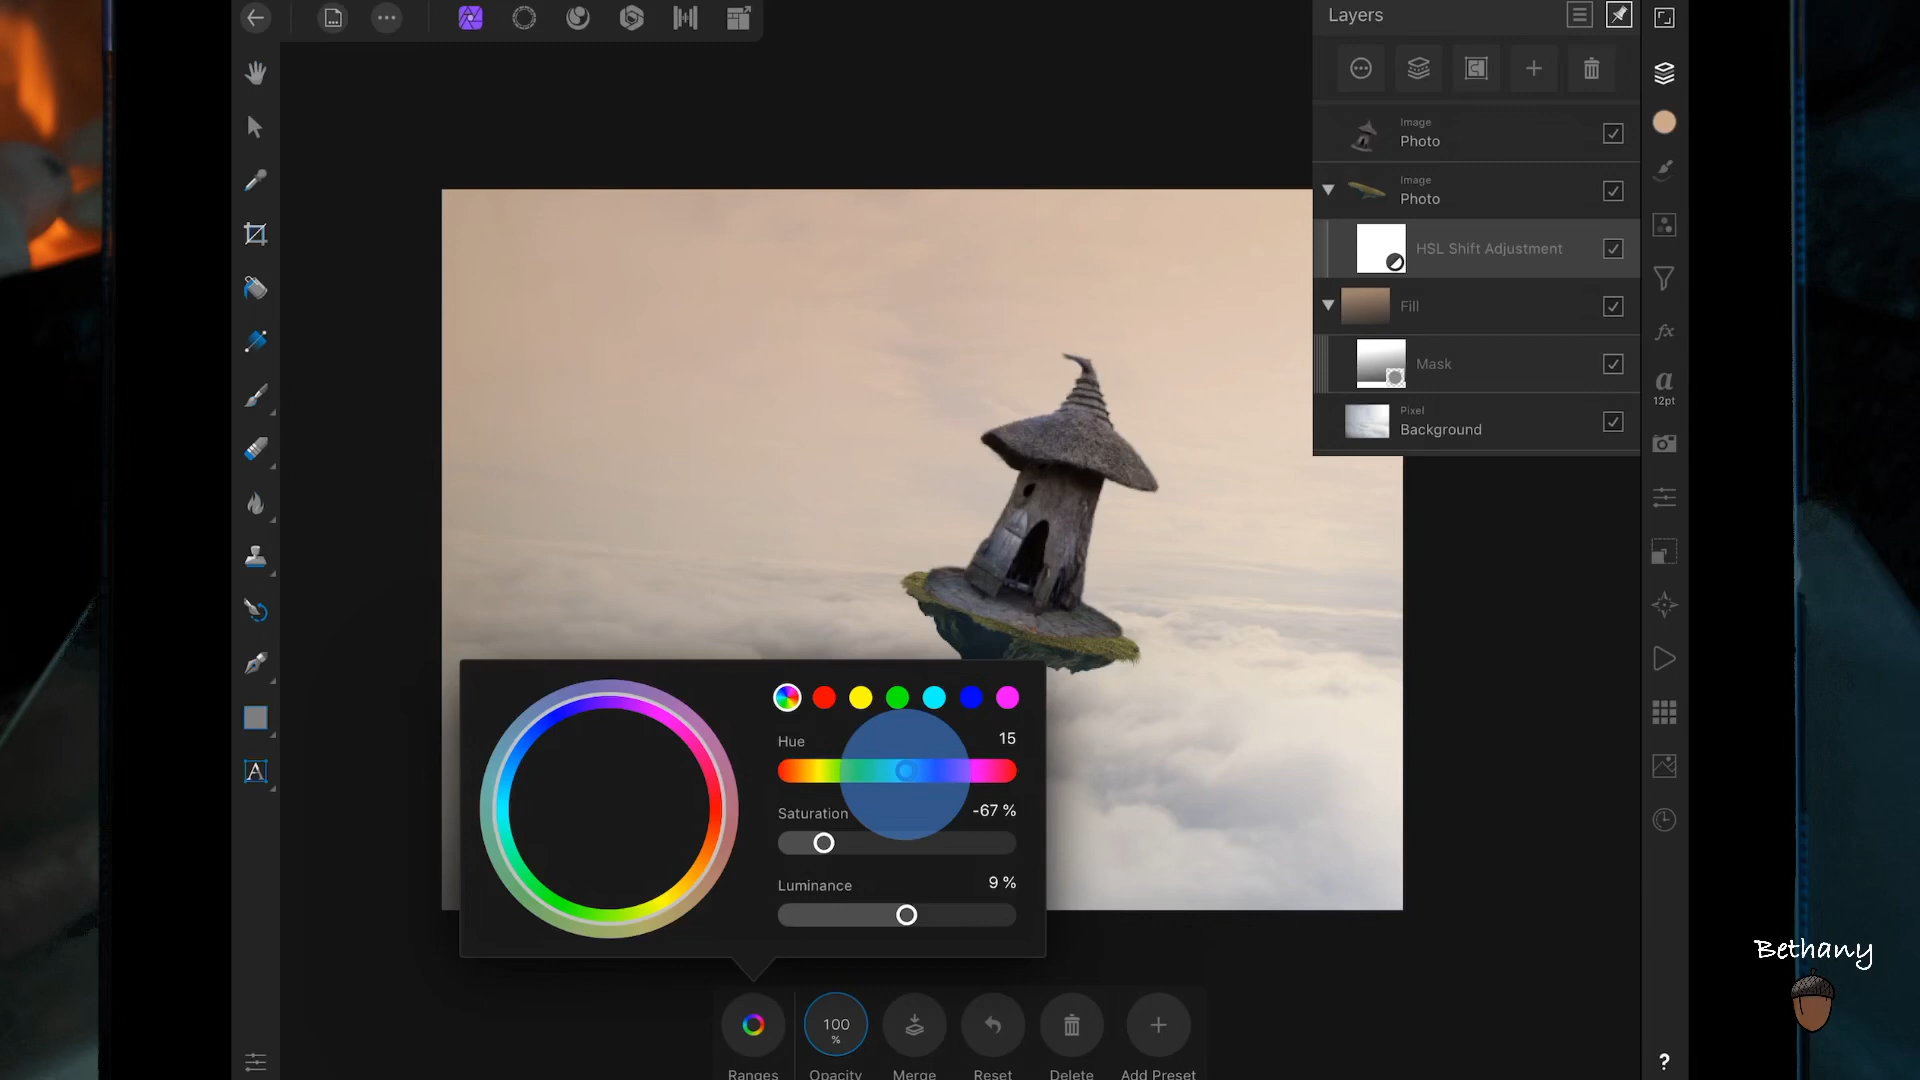 Layers
Image
Photo
Image
Photo
HSL Shift Adjustment
Fill
Mask
Pixel
Background
a
12pt
A
Hue
15
Saturation
-67 %
Luminance
9 %
100
%
Ranges
Opacity
Merge
Reset
Delete
Add Preset
fx
?
Bethany